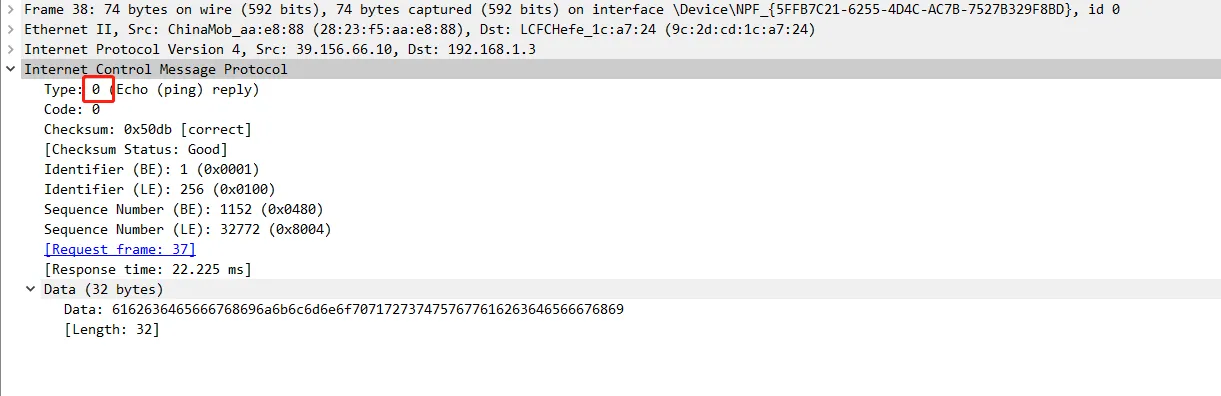 Frame 38: 74 bytes on wire (592 bits), 74 bytes captured (592 bits) on interface \Device\NPF_{5FFB7C21-6255-4D4C-AC7B-7527B329F8BD}, id 0
Ethernet II, Src: ChinaMob_aa:e8:88 (28:23:f5:aa:e8:88), Dst: LCFCHefe_1c:a7:24 (9c:2d:cd:1c:a7:24)
Internet Protocol Version 4, Src: 39.156.66.10, Dst: 192.168.1.3
Internet Control Message Protocol
Type: 0 (Echo (ping) reply)
Code: 0
Checksum: 0x50db [correct]
[Checksum Status: Good]
Identifier (BE): 1 (0x0001)
Identifier (LE): 256 (0x0100)
Sequence Number (BE): 1152 (0x0480)
Sequence Number (LE): 32772 (0x8004)
[Request frame: 37]
[Response time: 22.225 ms]
Data (32 bytes)
Data: 6162636465666768696a6b6c6d6e6f7071727374757677616263646566676869
[Length: 32]